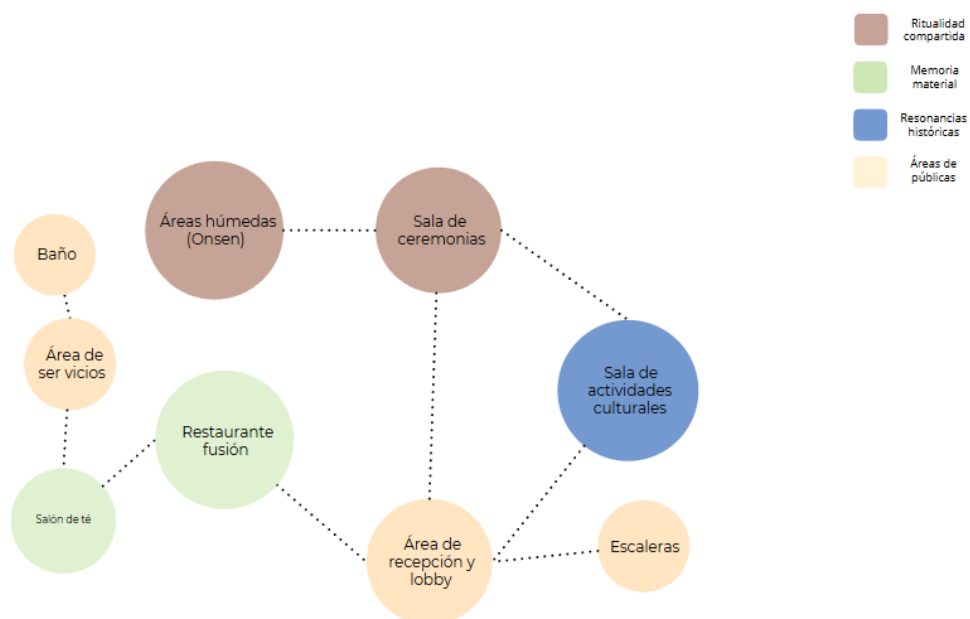 Ritualidad
compartida
Memoria
material
Resonancias
históricas
Áreas de
públicas
Áreas húmedas
(Onsen)
Sala de
ceremonias
Baño
Área de
ser vicios
Sala de
actividades
culturales
Restaurante
fusión
Salón de té
Área de
recepción y
lobby
Escaleras